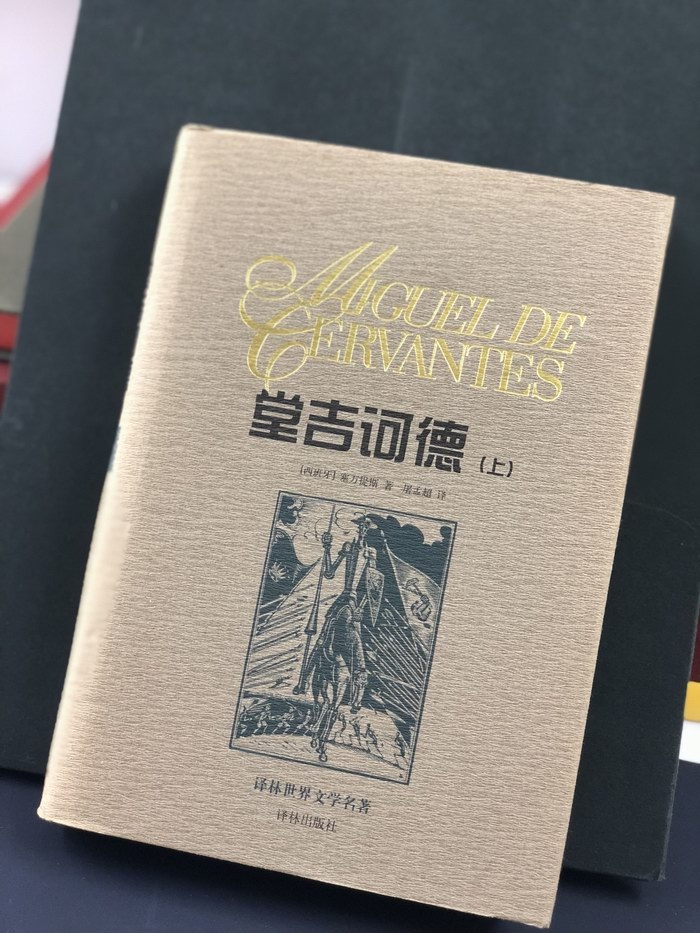 MIGUEL DE
CERVANTES
堂吉诃德(上)
[西班牙] 塞万提斯 著 屠孟超 译
译林世界文学名著
译林出版社